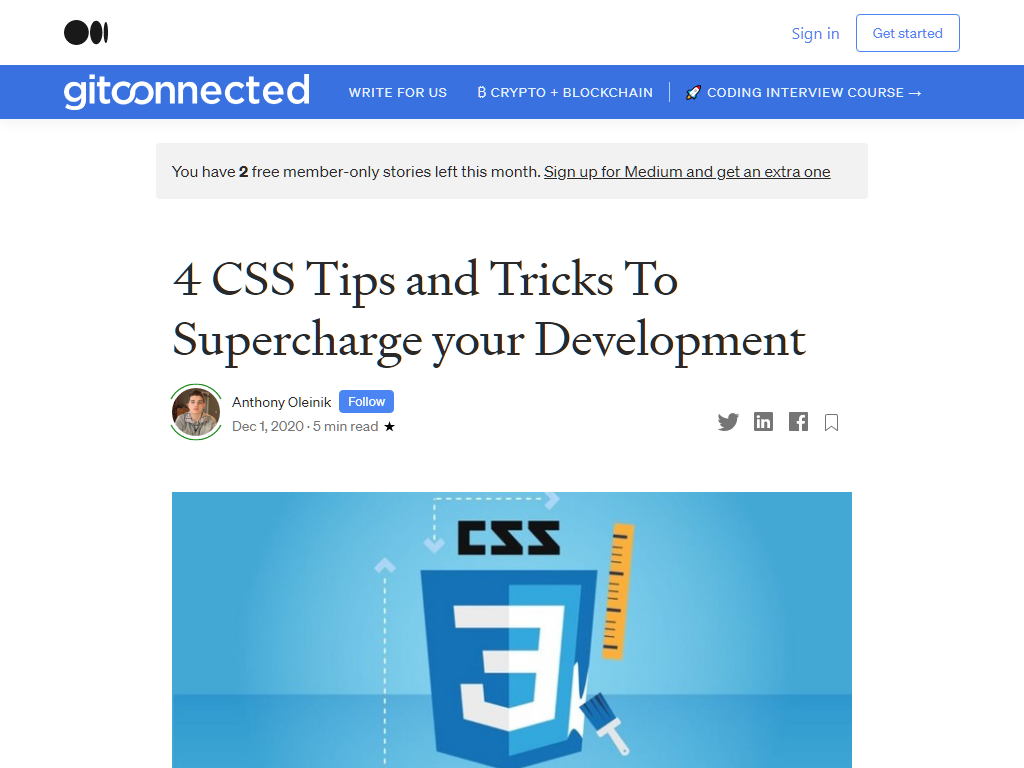 Sign in
Get started
gitconnected
WRITE FOR US
₿ CRYPTO + BLOCKCHAIN
🚀 CODING INTERVIEW COURSE →
You have 2 free member-only stories left this month. Sign up for Medium and get an extra one
4 CSS Tips and Tricks To
Supercharge your Development
Anthony Oleinik
Follow
Dec 1, 2020 · 5 min read ★
CSS
3